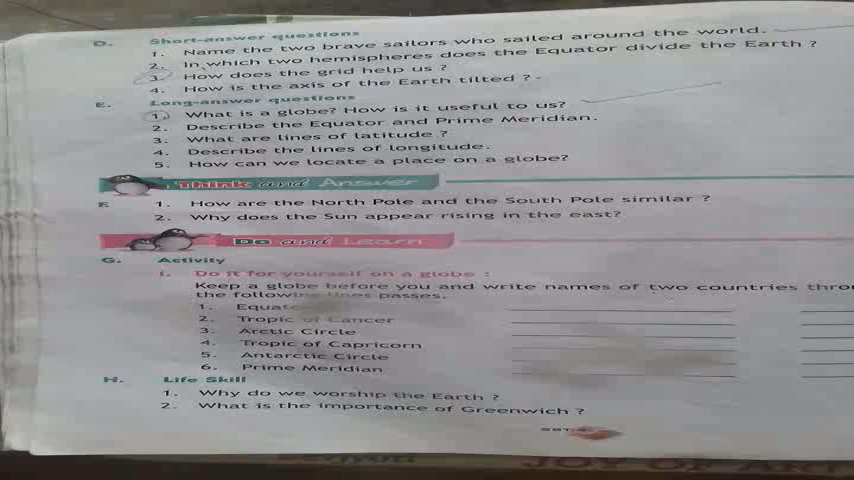 D. Short-answer questions
1. Name the two brave sailors who sailed around the world.
2. In which two hemispheres does the Equator divide the Earth ?
3. How does the grid help us ?
4. How is the axis of the Earth tilted ?
E. Long-answer questions
1. What is a globe? How is it useful to us?
2. Describe the Equator and Prime Meridian.
3. What are lines of latitude ?
4. Describe the lines of longitude.
5. How can we locate a place on a globe?
Think and Answer
F 1. How are the North Pole and the South Pole similar ?
2. Why does the Sun appear rising in the east?
Do and Learn
G. Activity
I. Do it for yourself on a globe :
Keep a globe before you and write names of two countries thro
the following lines passes.
1. Equat
2. Tropic of Cancer
3. Arctic Circle
4. Tropic of Capricorn
5. Antarctic Circle
6. Prime Meridian
H. Life Skill
1. Why do we worship the Earth ?
2. What is the importance of Greenwich ?
JOY OF ART